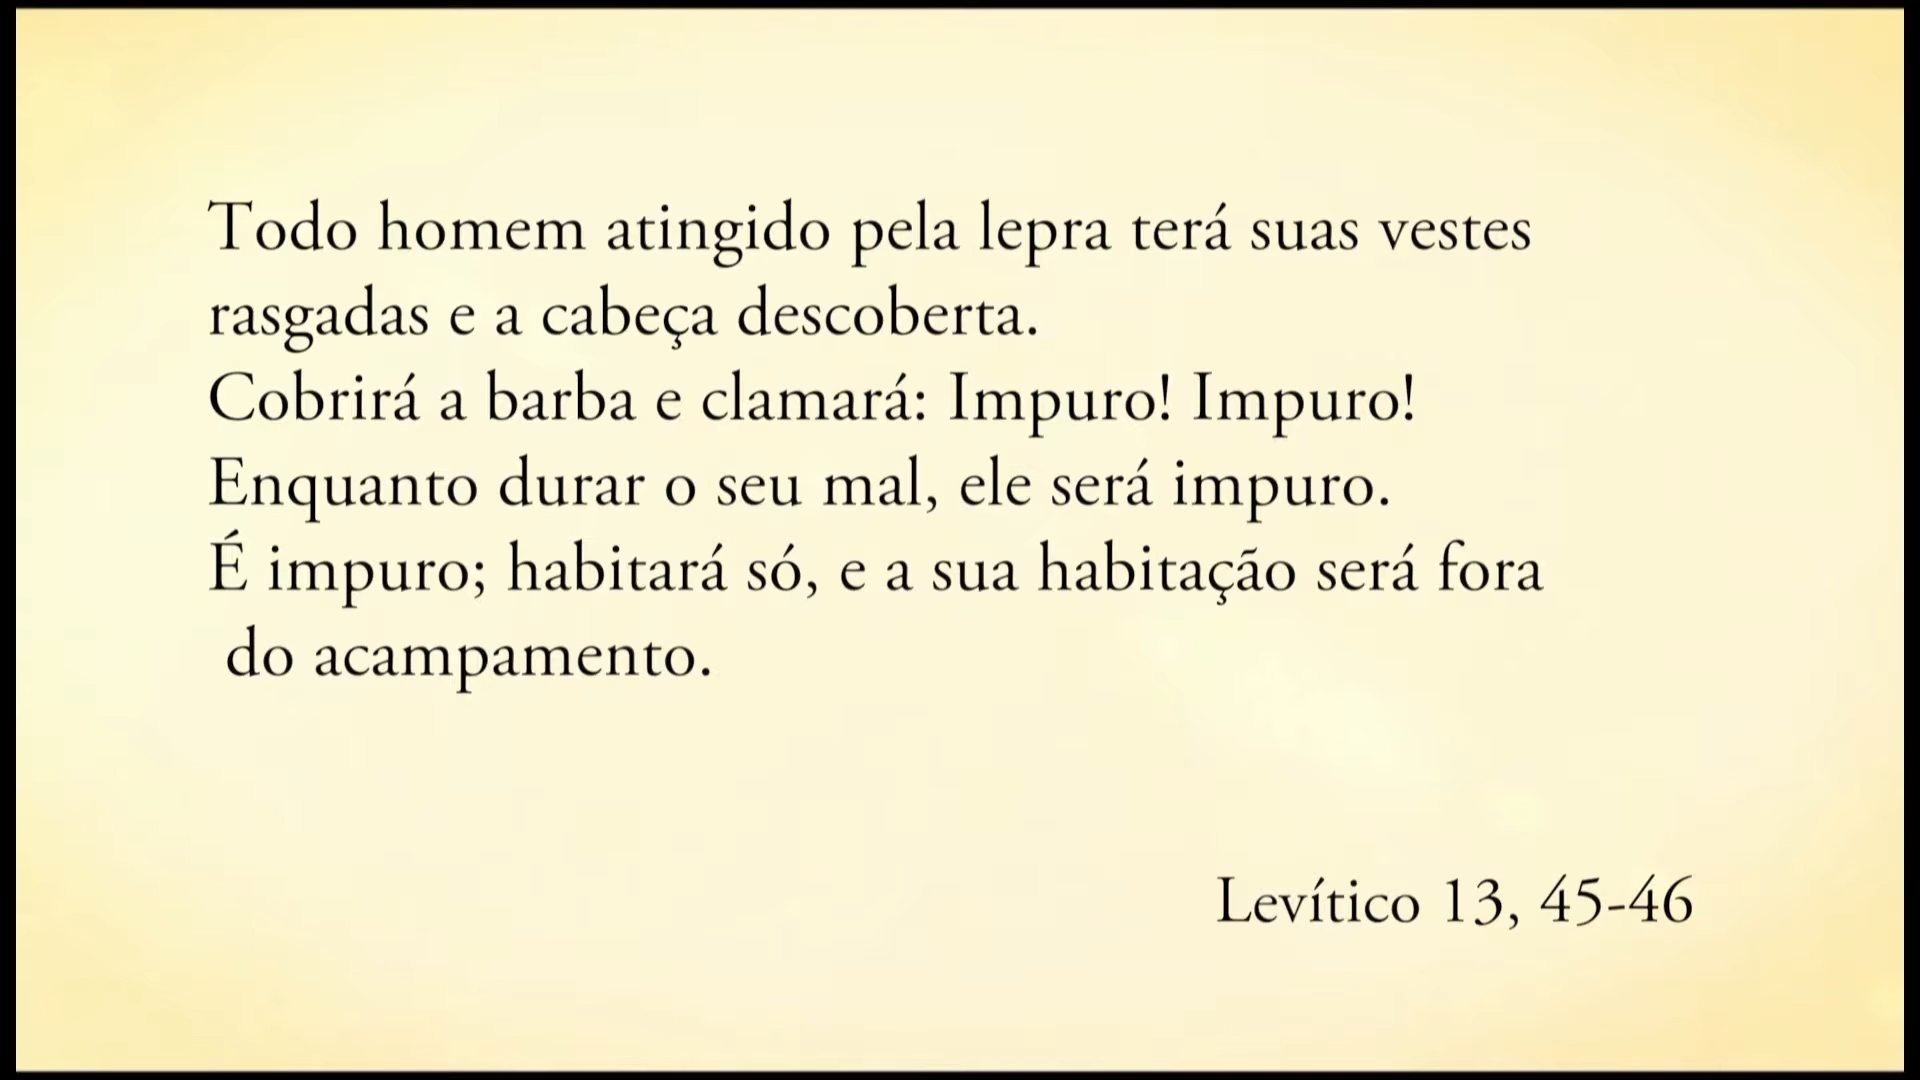 Todo homem atingido pela lepra terá suas vestes
rasgadas e a cabeça descoberta.
Cobrirá a barba e clamará: Impuro! Impuro!
Enquanto durar o seu mal, ele será impuro.
É impuro; habitará só, e a sua habitação será fora
do acampamento.
Levítico 13, 45-46